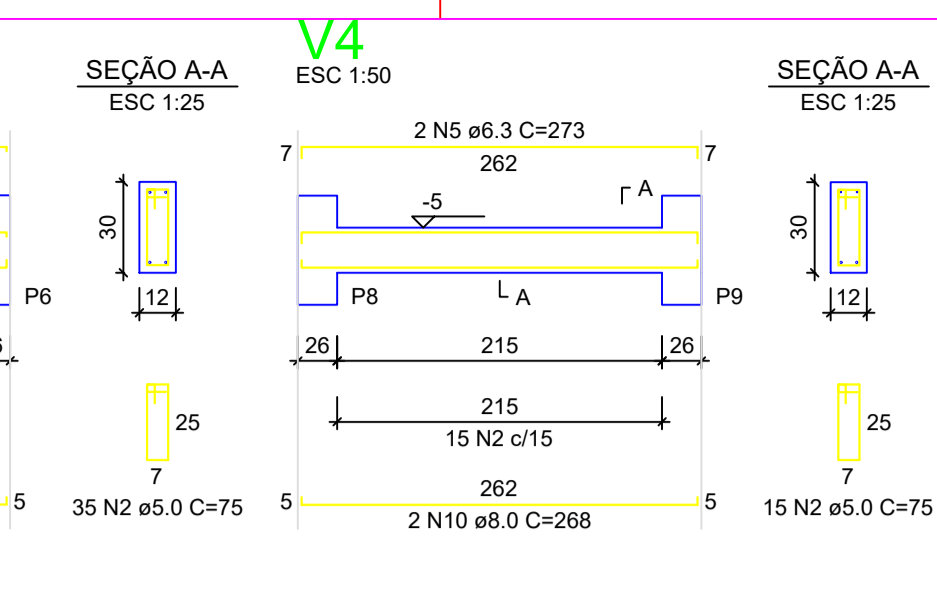 V4
ESC 1:50
SEÇÃO A-A
ESC 1:25
30
12
25
7
35 N2 ø5.0 C=75
P6
5
2 N5 ø6.3 C=273
7
262
7
A
-5
P8
A
P9
26
215
26
215
15 N2 c/15
262
5
5
2 N10 ø8.0 C=268
SEÇÃO A-A
ESC 1:25
30
12
25
7
15 N2 ø5.0 C=75